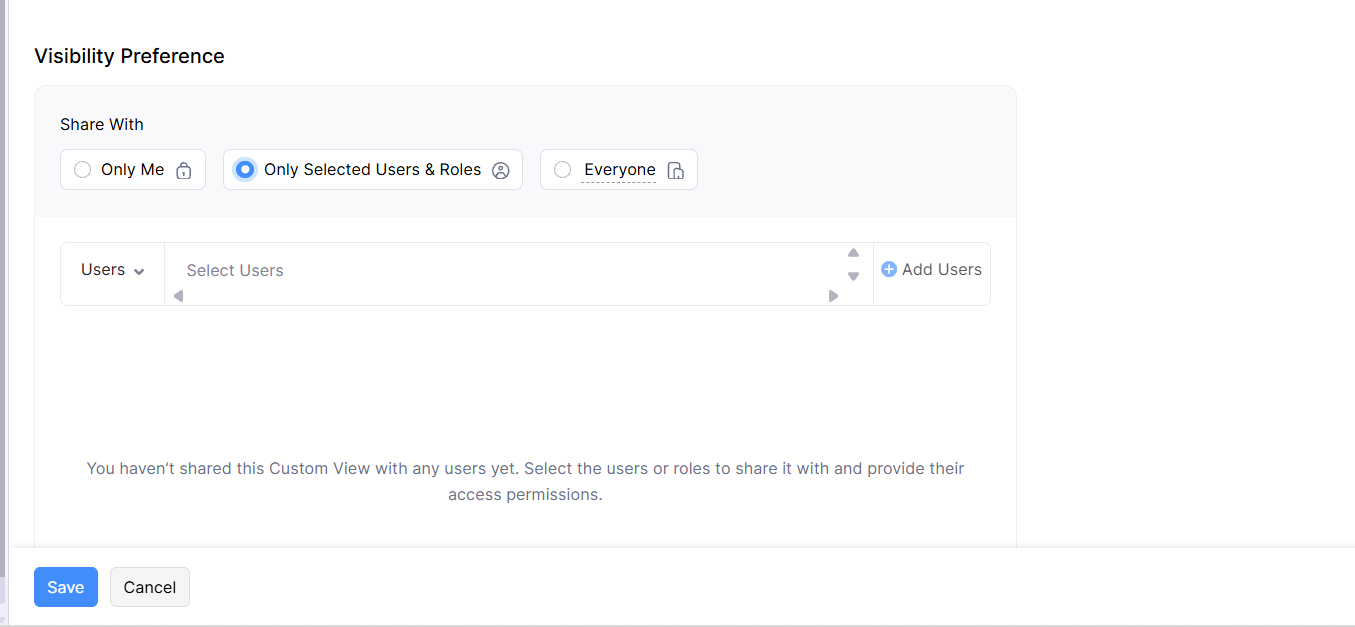 Visibility Preference
Share With
Only Me
Only Selected Users & Roles
Everyone
Users
Select Users
Add Users
You haven’t shared this Custom View with any users yet. Select the users or roles to share it with and provide their
access permissions.
Save
Cancel